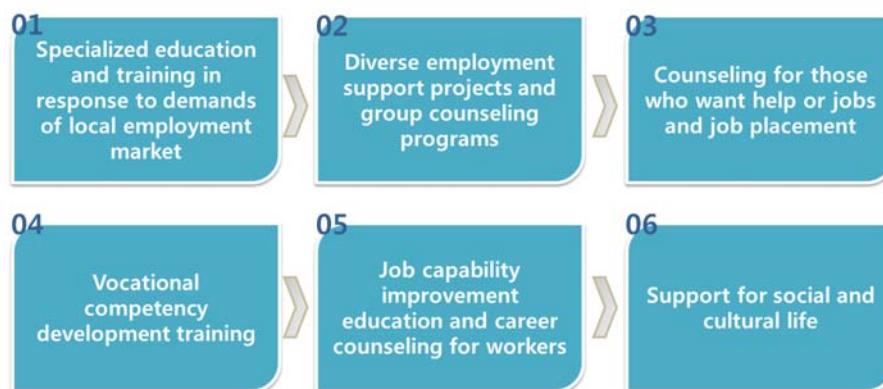 01
Specialized education
and training in
response to demands
of local employment
market
02
Diverse employment
support projects and
group counseling
programs
03
Counseling for those
who want help or jobs
and job placement
04
Vocational
competency
development training
05
Job capability
improvement
education and career
counseling for workers
06
Support for social and
cultural life